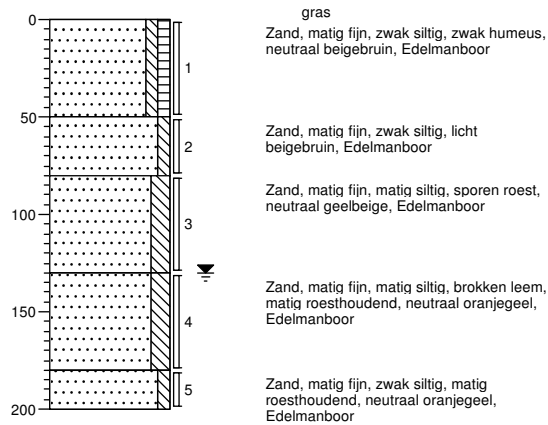 gras
0
Zand, matig fijn, zwak siltig, zwak humeus,
neutraal beigebruin, Edelmanboor
1
50
Zand, matig fijn, zwak siltig, licht
beigebruin, Edelmanboor
2
Zand, matig fijn, matig siltig, sporen roest,
neutraal geelbeige, Edelmanboor
100
3
Zand, matig fijn, matig siltig, brokken leem,
matig roesthoudend, neutraal oranjegeel,
Edelmanboor
150
4
Zand, matig fijn, zwak siltig, matig
roesthoudend, neutraal oranjegeel,
Edelmanboor
5
200